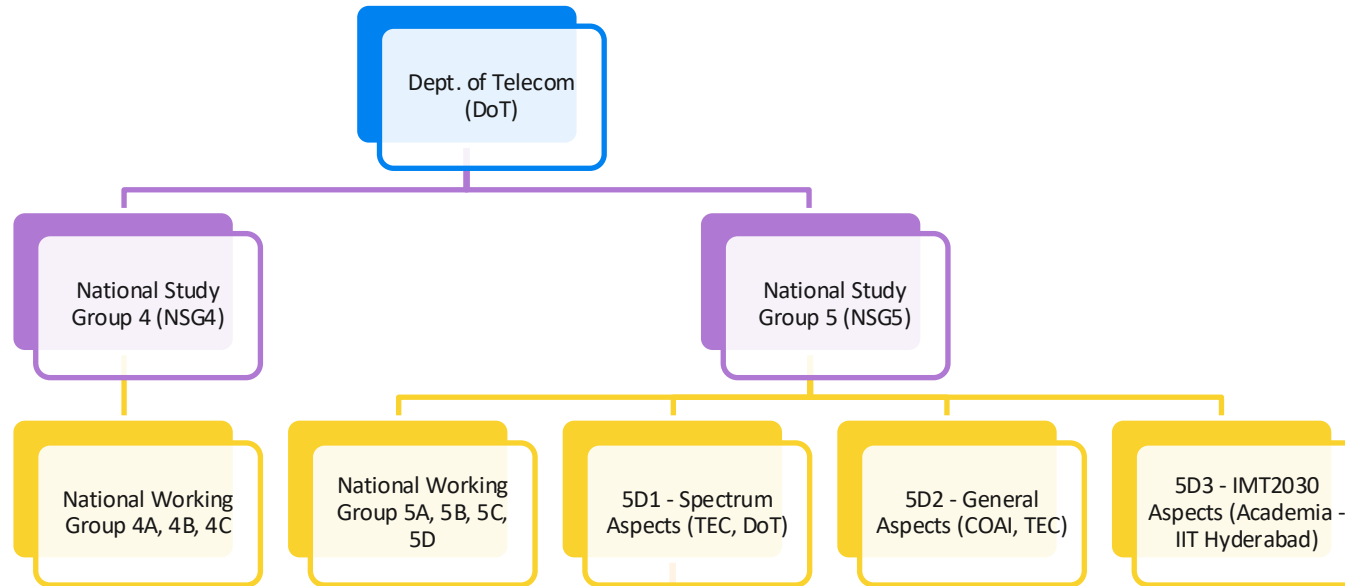 Dept. of Telecom
(DoT)
National Study
Group 4 (NSG4)
National Study
Group 5 (NSG5)
National Working
Group 4A, 4B, 4C
National Working
Group 5A, 5B, 5C,
5D
5D1 - Spectrum
Aspects (TEC, DoT)
5D2 - General
Aspects (COAI, TEC)
5D3 - IMT2030
Aspects (Academia -
IIT Hyderabad)